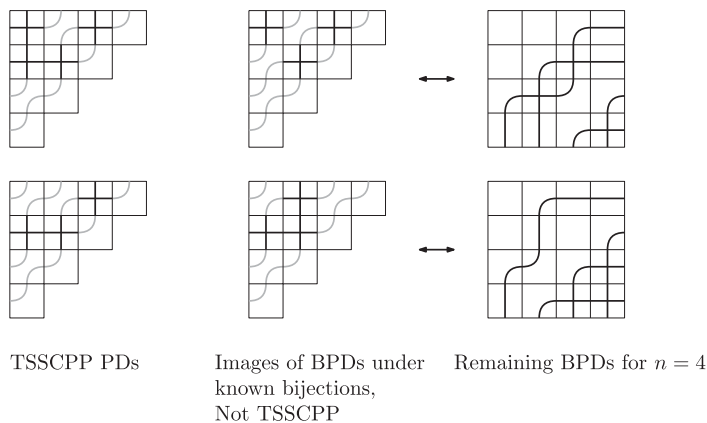 TSSCPP PDs
Images of BPDs under
known bijections,
Not TSSCPP
Remaining BPDs for n = 4